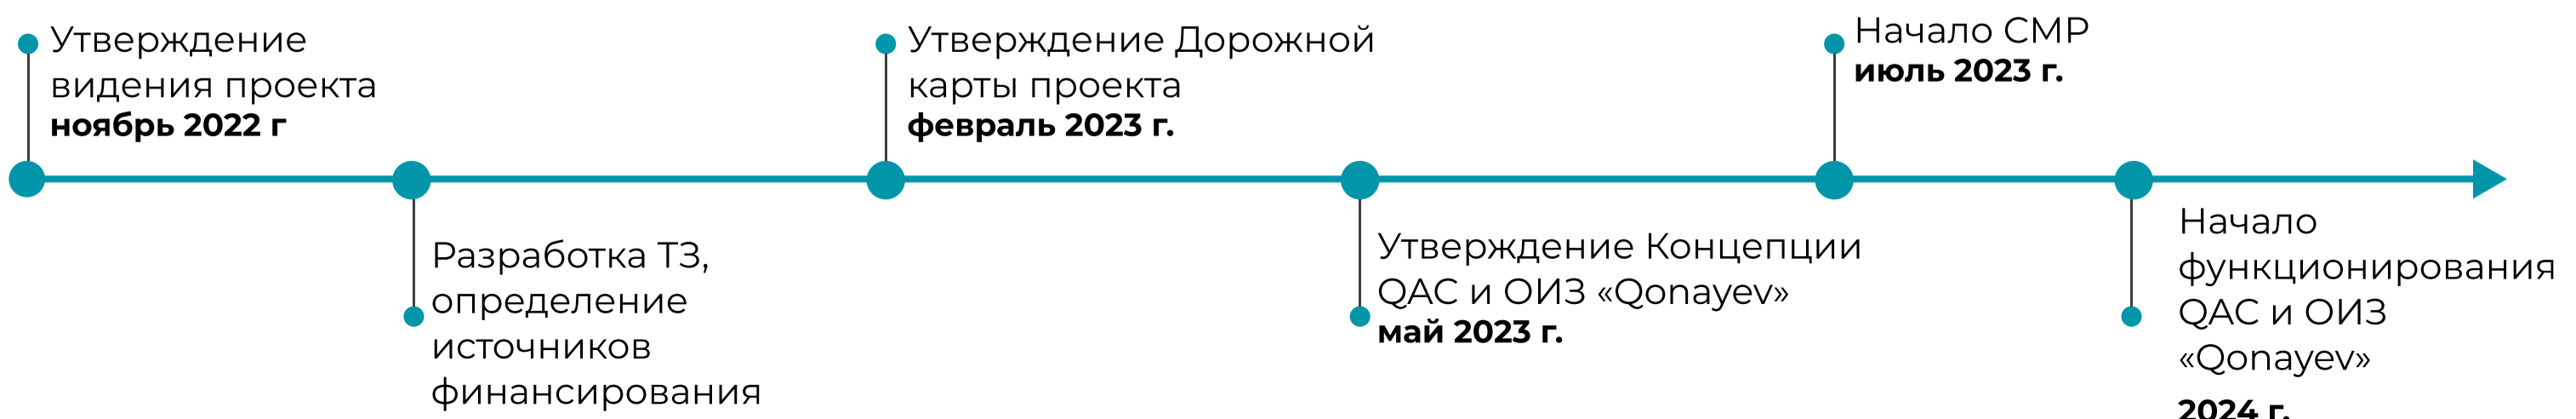 Утверждение
видения проекта
ноябрь 2022 г
Разработка ТЗ,
определение
источников
финансирования
Утверждение Дорожной
карты проекта
февраль 2023 г.
Утверждение Концепции
QAC и ОИЗ «Qonayev»
май 2023 г.
Начало СМР
июль 2023 г.
Начало
функционирования
QAC и ОИЗ
«Qonayev»
2024 г.